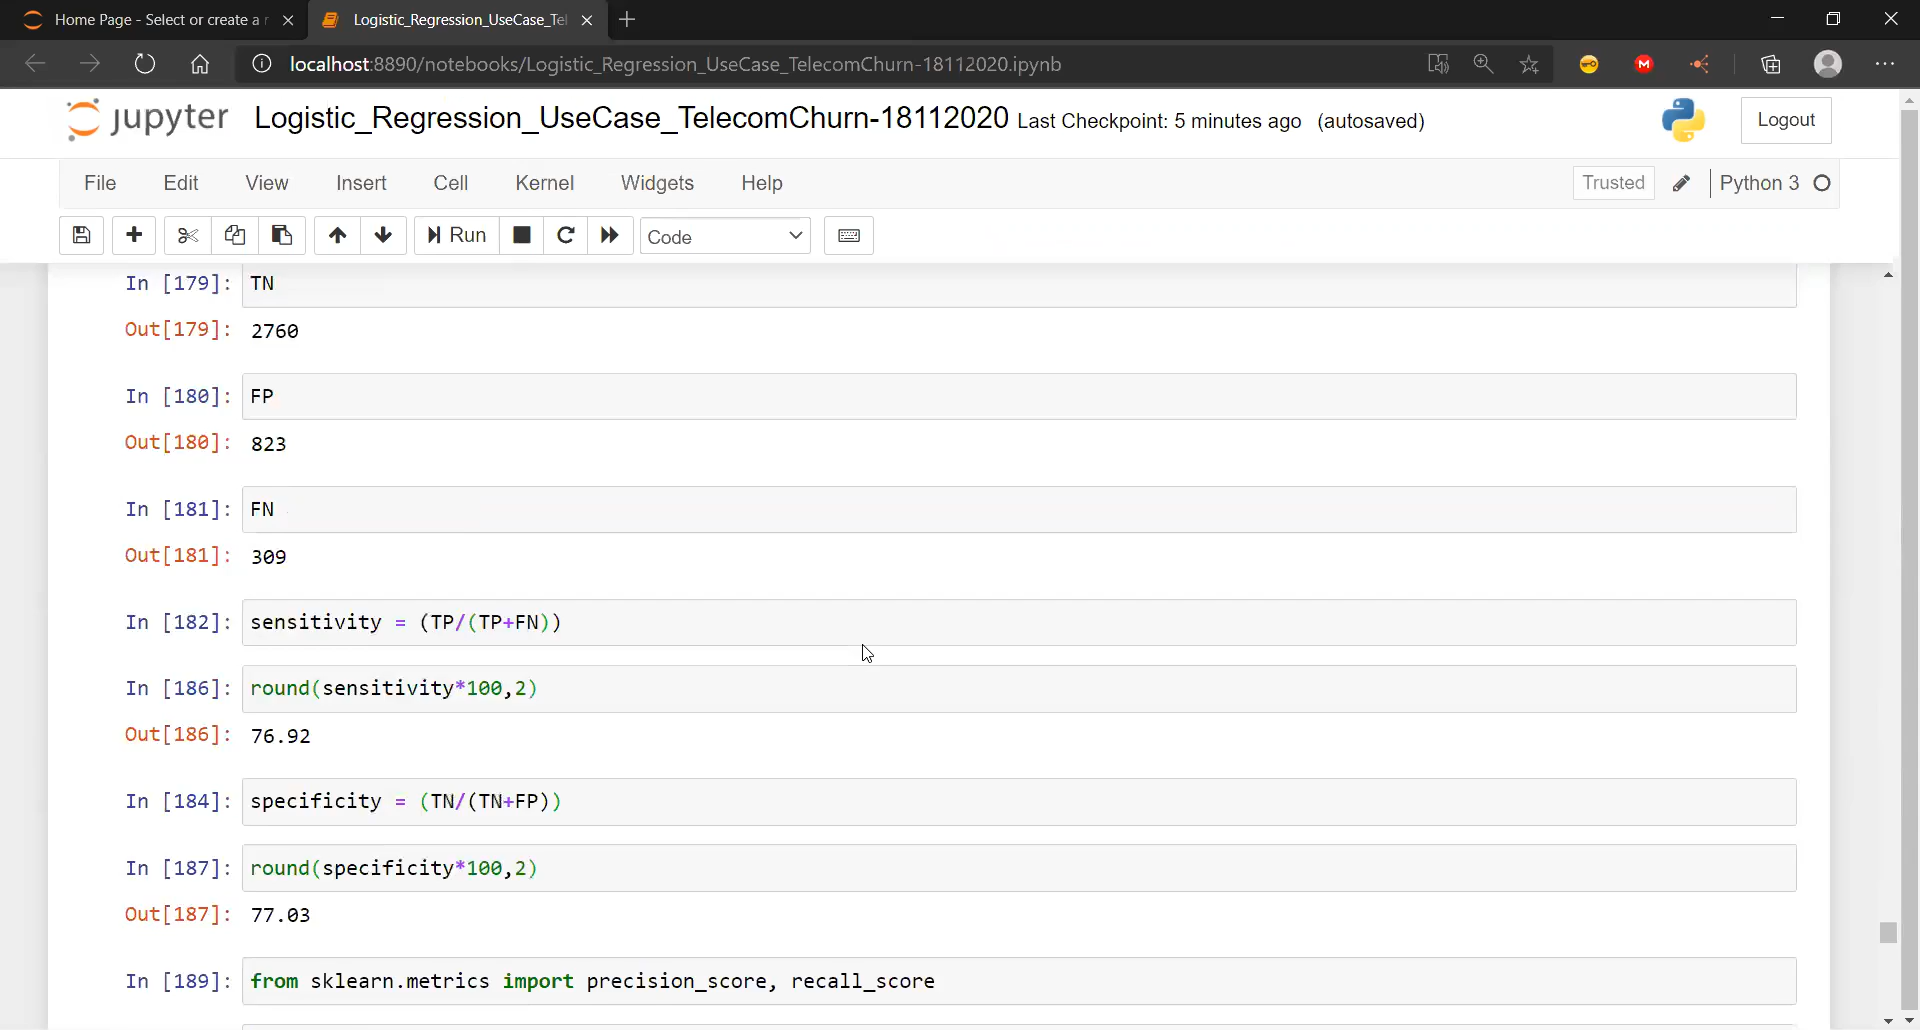 Home Page - Select or create a r
Logistic_Regression_UseCase_Tel
localhost:8890/notebooks/Logistic_Regression_UseCase_TelecomChurn-18112020.ipynb
M
jupyter Logistic_Regression_UseCase_TelecomChurn-18112020 Last Checkpoint: 5 minutes ago (autosaved)
Logout
File Edit View Insert Cell Kernel Widgets Help
Trusted Python 3
Run Code
In [179]: TN
Out[179]: 2760
In [180]: FP
Out[180]: 823
In [181]: FN
Out[181]: 309
In [182]: sensitivity = (TP/(TP+FN))
In [186]: round(sensitivity*100,2)
Out[186]: 76.92
In [184]: specificity = (TN/(TN+FP))
In [187]: round(specificity*100,2)
Out[187]: 77.03
In [189]: from sklearn.metrics import precision_score, recall_score